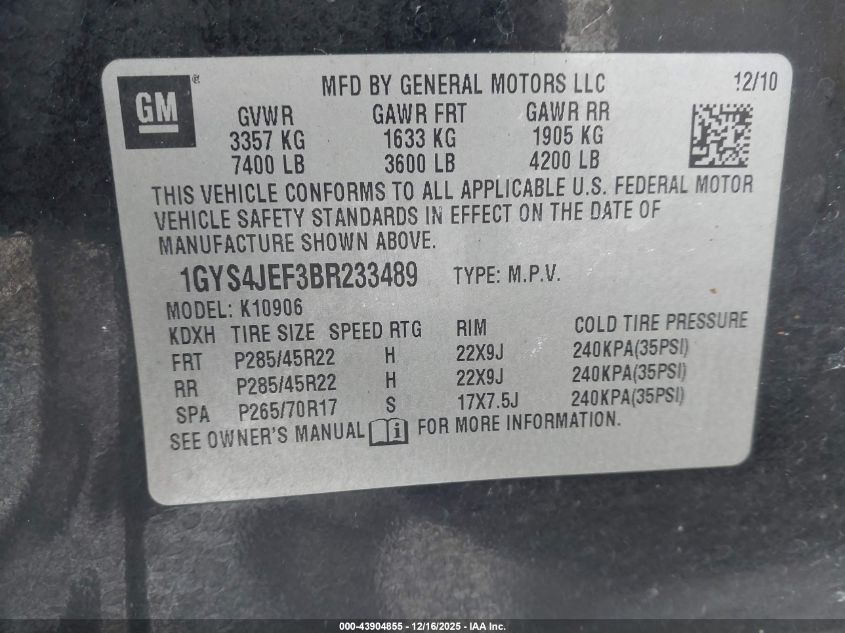 GM ®
MFD BY GENERAL MOTORS LLC 12/10
GVWR GAWR FRT GAWR RR
3357 KG 1633 KG 1905 KG
7400 LB 3600 LB 4200 LB
THIS VEHICLE CONFORMS TO ALL APPLICABLE U.S. FEDERAL MOTOR
VEHICLE SAFETY STANDARDS IN EFFECT ON THE DATE OF
MANUFACTURE SHOWN ABOVE.
1GYS4JEF3BR233489 TYPE: M.P.V.
MODEL: K10906
KDXH TIRE SIZE SPEED RTG RIM COLD TIRE PRESSURE
FRT P285/45R22 H 22X9J 240KPA(35PSI)
RR P285/45R22 H 22X9J 240KPA(35PSI)
SPA P265/70R17 S 17X7.5J 240KPA(35PSI)
SEE OWNER'S MANUAL i FOR MORE INFORMATION.
000-43904855 - 12/16/2025 - IAA Inc.